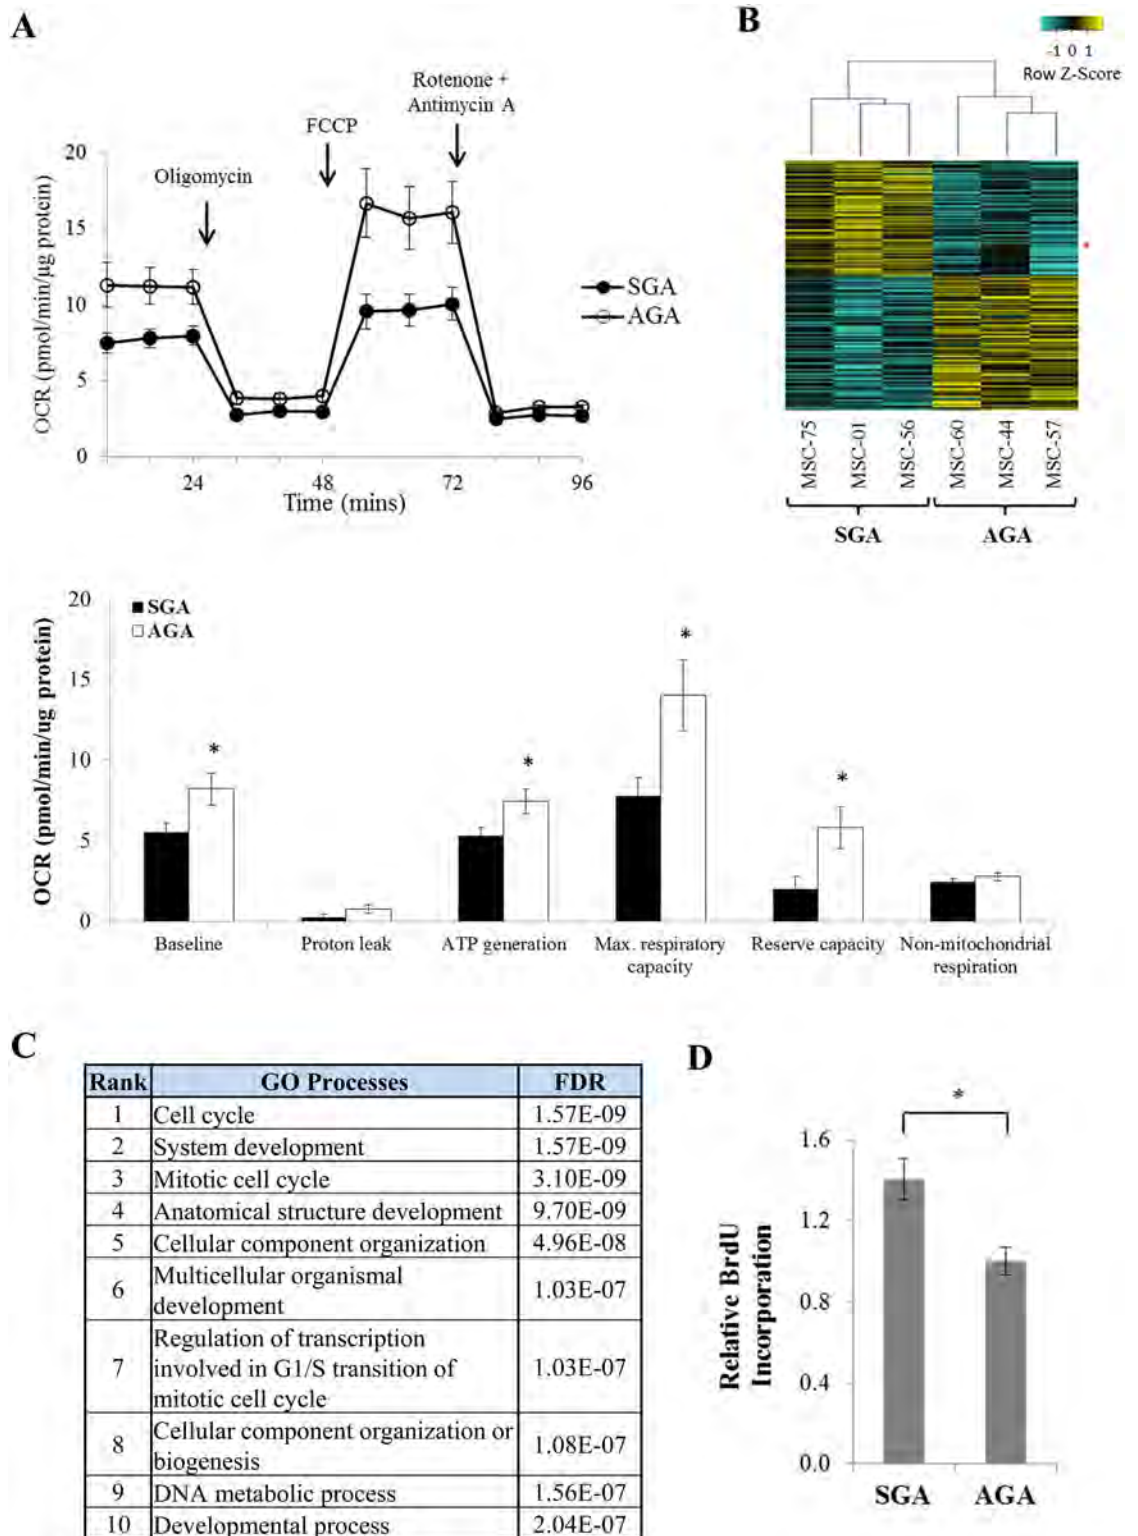 A
Oligomycin
FCCP
Rotenone +
Antimycin A
20
15
10
5
0
OCR (pmol/min/µg protein)
24
48
72
96
Time (mins)
SGA
AGA
B
-1 0 1
Row Z-Score
*
MSC-75
MSC-01
MSC-56
MSC-60
MSC-44
MSC-57
SGA
AGA
SGA
AGA
20
15
10
5
0
OCR (pmol/min/ug protein)
*
*
*
*
Baseline
Proton leak
ATP generation
Max. respiratory
capacity
Reserve capacity
Non-mitochondrial
respiration
C
Rank GO Processes FDR
1 Cell cycle 1.57E-09
2 System development 1.57E-09
3 Mitotic cell cycle 3.10E-09
4 Anatomical structure development 9.70E-09
5 Cellular component organization 4.96E-08
6 Multicellular organismal
development 1.03E-07
7 Regulation of transcription
involved in G1/S transition of
mitotic cell cycle 1.03E-07
8 Cellular component organization or
biogenesis 1.08E-07
9 DNA metabolic process 1.56E-07
10 Developmental process 2.04E-07
D
*
1.6
1.2
0.8
0.4
0.0
Relative BrdU
Incorporation
SGA
AGA